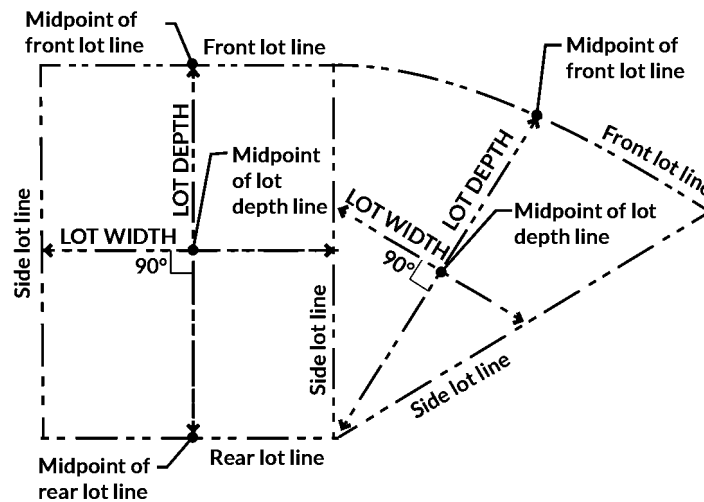 Midpoint of
front lot line
Front lot line
Midpoint of
front lot line
Front lot line
LOT DEPTH
Midpoint
of lot
depth line
LOT DEPTH
Side lot line
LOT WIDTH
90°
LOT WIDTH
90°
Midpoint of lot
depth line
Side lot line
Side lot line
Midpoint of
rear lot line
Rear lot line